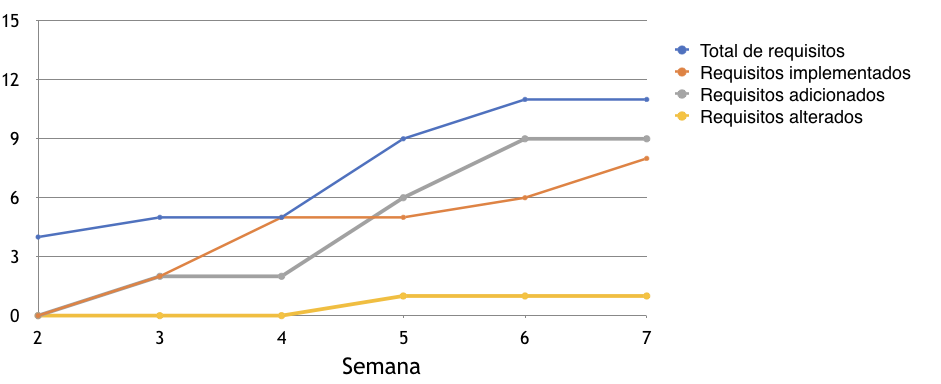 15
12
9
6
3
0
2 3 4 5 6 7
Semana
Total de requisitos
Requisitos implementados
Requisitos adicionados
Requisitos alterados